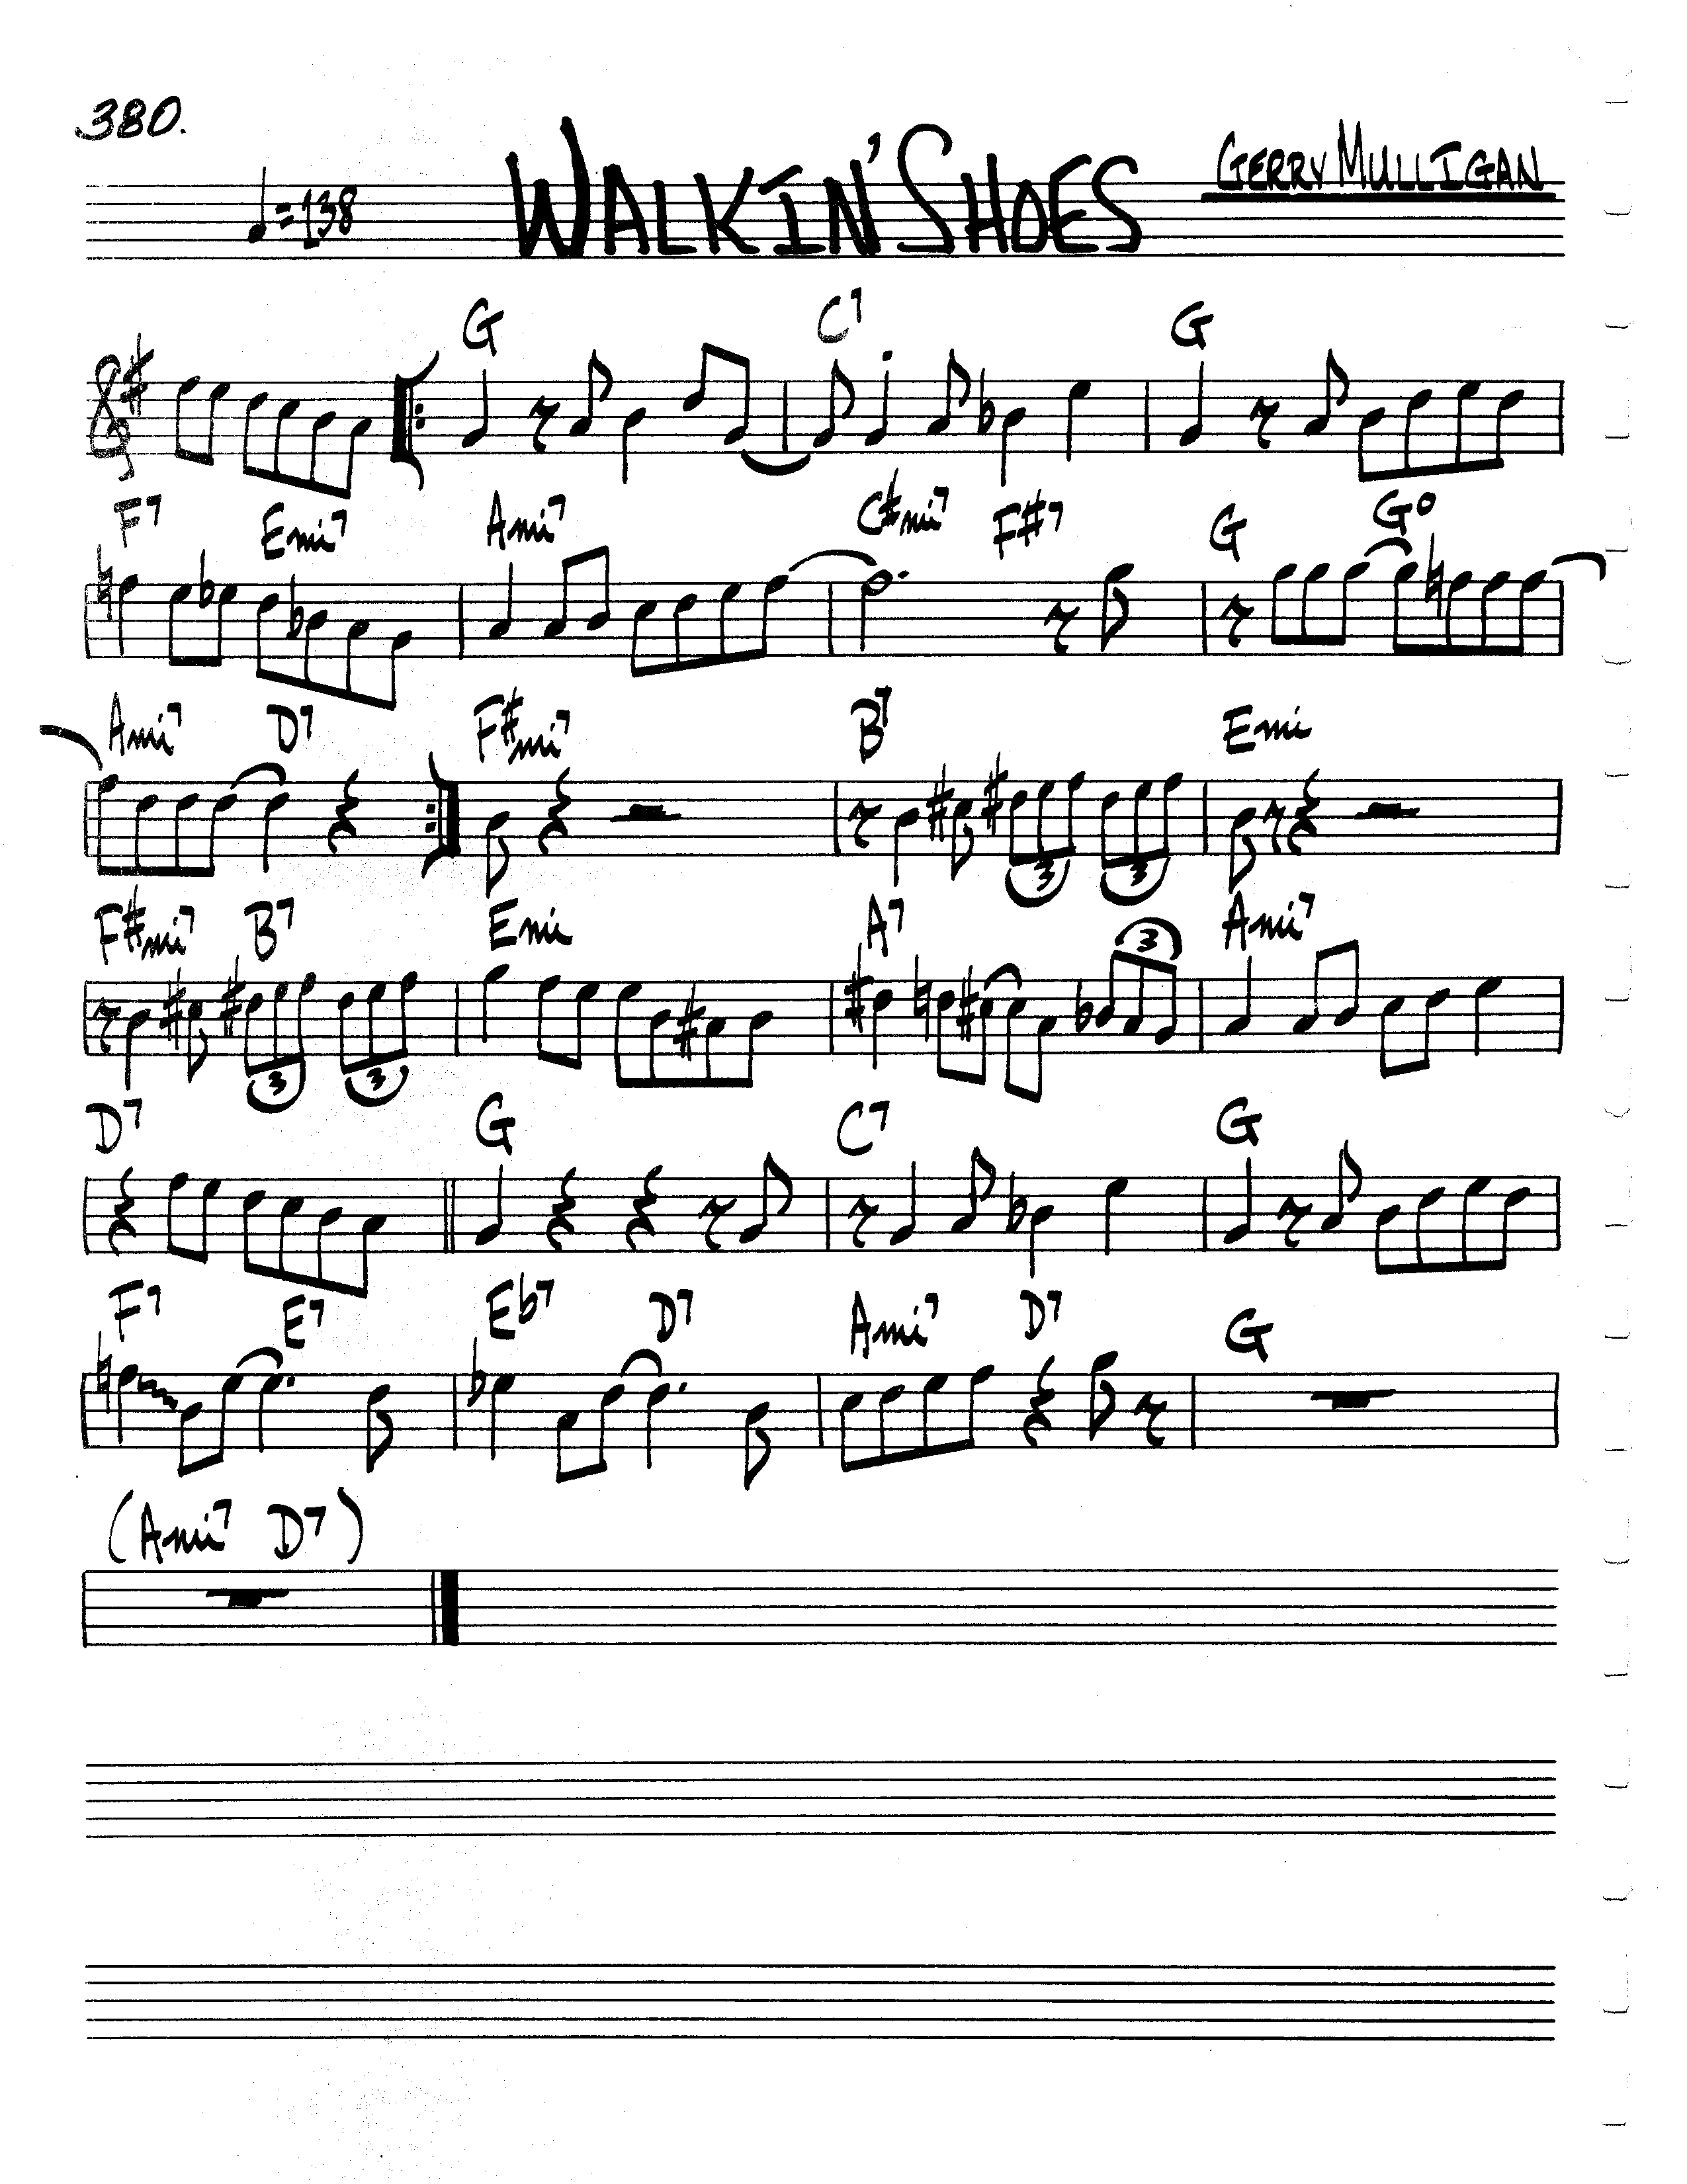 380.
♩=138 WALKIN' SHOES GERRY MULLIGAN
G C7 G
F7 Emi7 Ami7 C#mi7 F#7 G G°
Ami7 D7 F#mi7 B7 Emi
3 3
F#mi7 B7 Emi A7 3 Ami7
3 3
D7 G C7 G
F7 E7 Eb7 D7 Ami7 D7 G
(Ami7 D7)